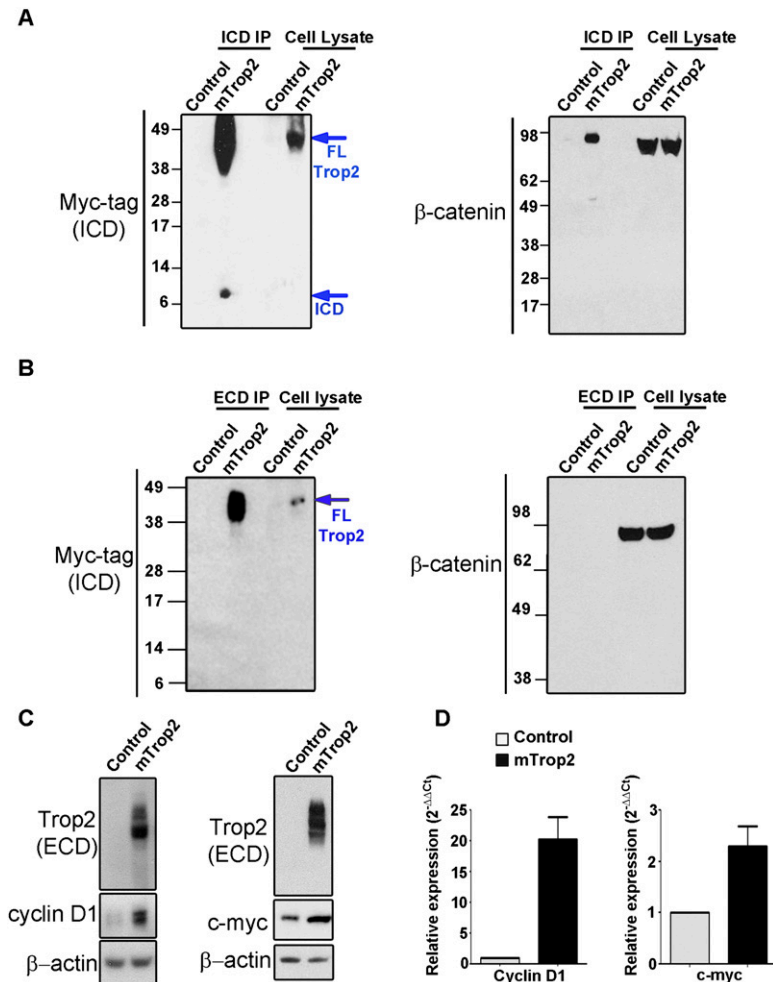 A
ICD IP Cell Lysate
Control mTrop2 Control mTrop2
49
38
28
17
14
6
Myc-tag
(ICD)
FL
Trop2
ICD
ICD IP Cell Lysate
Control mTrop2 Control mTrop2
98
62
49
38
28
17
β-catenin
B
ECD IP Cell lysate
Control mTrop2 Control mTrop2
49
38
28
17
14
6
Myc-tag
(ICD)
FL
Trop2
ECD IP Cell lysate
Control mTrop2 Control mTrop2
98
62
49
38
β-catenin
C
Control mTrop2
Trop2
(ECD)
cyclin D1
β–actin
Control mTrop2
Trop2
(ECD)
c-myc
β–actin
D
Control
mTrop2
Relative expression (2^-ΔΔCt)
25
20
15
10
5
0
Cyclin D1
Relative expression (2^-ΔΔCt)
3
2
1
0
c-myc